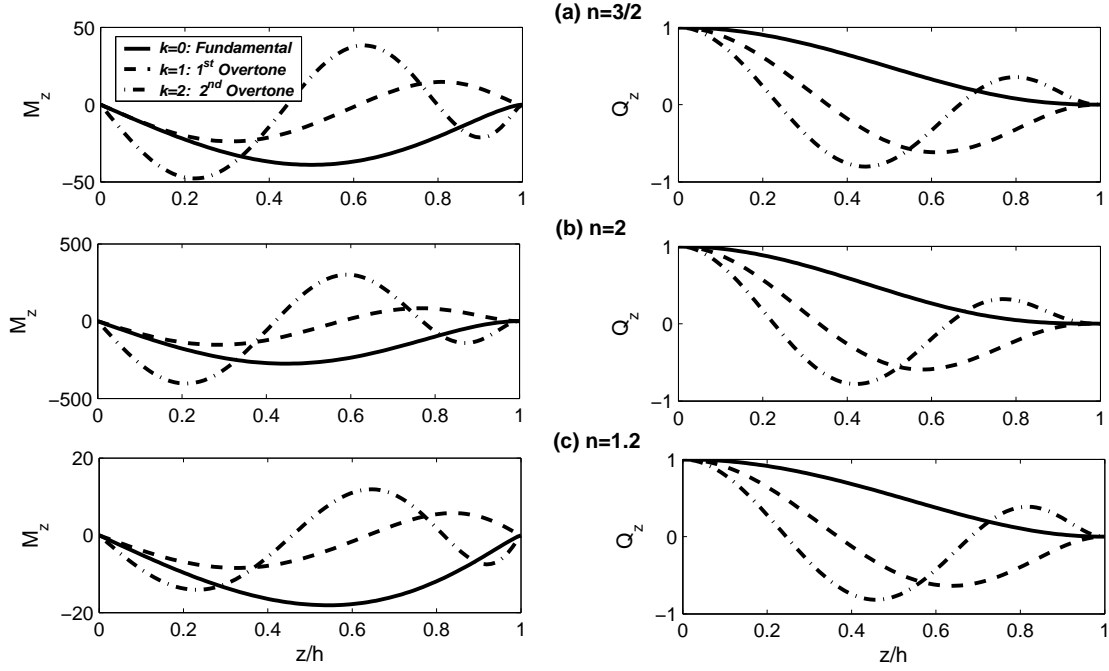 (a) n=3/2
50
0
−50
M_z
k=0: Fundamental
k=1: 1^st Overtone
k=2: 2^nd Overtone
0 0.2 0.4 0.6 0.8 1
1
0
−1
Q_z
0 0.2 0.4 0.6 0.8 1
(b) n=2
500
0
−500
M_z
0 0.2 0.4 0.6 0.8 1
1
0
−1
Q_z
0 0.2 0.4 0.6 0.8 1
(c) n=1.2
20
0
−20
M_z
0 0.2 0.4 0.6 0.8 1
z/h
1
0
−1
Q_z
0 0.2 0.4 0.6 0.8 1
z/h